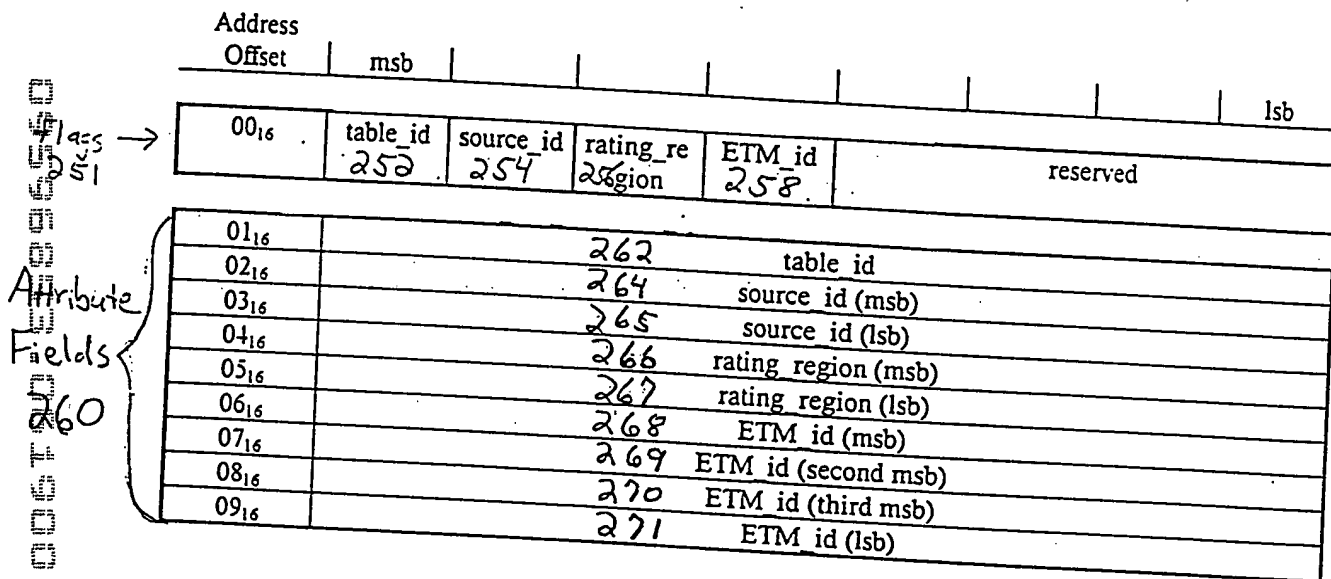 Address
Offset msb lsb
flags 251 → 00₁₆ table_id 252 source_id 254 rating_re 256gion ETM_id 258 reserved
Attribute Fields 260
01₁₆ 262 table_id
02₁₆ 264 source_id (msb)
03₁₆ 265 source_id (lsb)
04₁₆ 266 rating_region (msb)
05₁₆ 267 rating_region (lsb)
06₁₆ 268 ETM_id (msb)
07₁₆ 269 ETM_id (second msb)
08₁₆ 270 ETM_id (third msb)
09₁₆ 271 ETM_id (lsb)